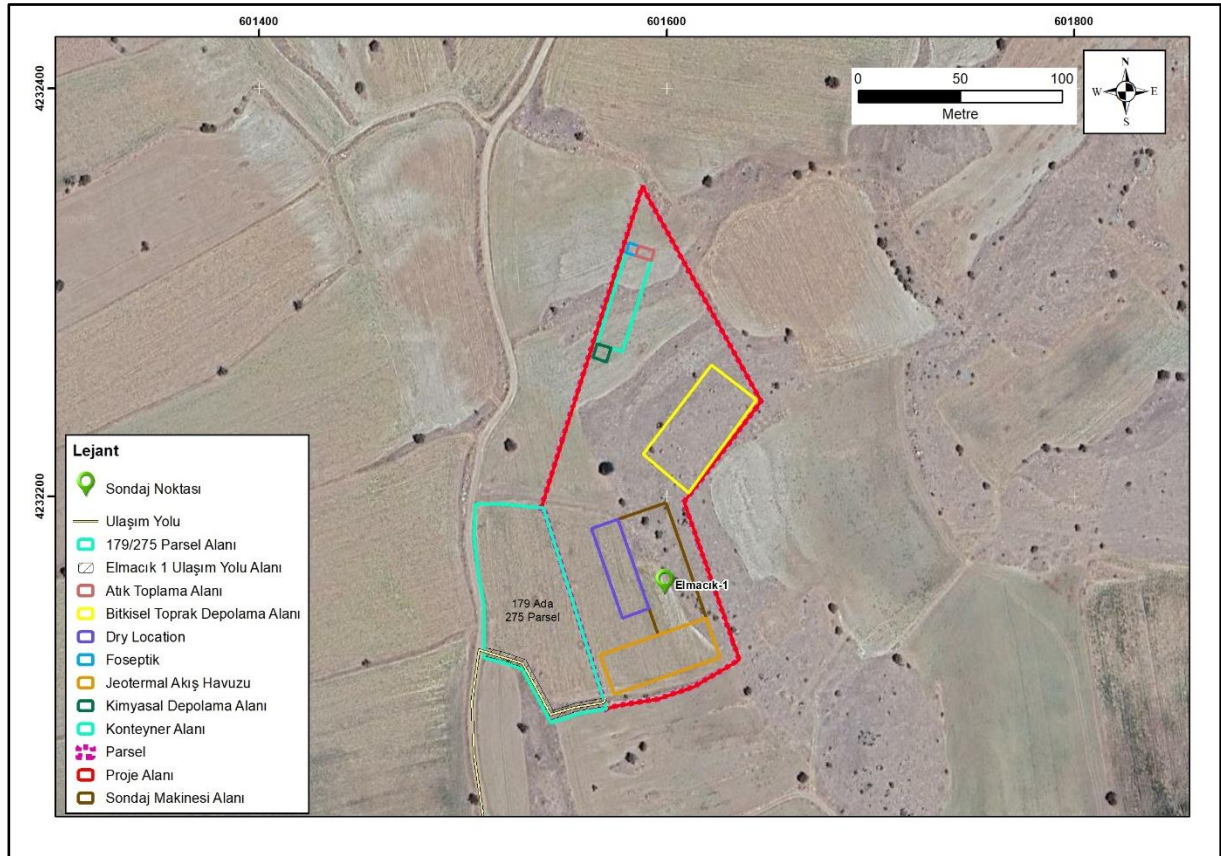 601400
601600
601800
4232400
4232200
0
50
100
Metre
N
W
E
S
Elmacık-1
179 Ada
275 Parsel
Lejant
Sondaj Noktası
Ulaşım Yolu
179/275 Parsel Alanı
Elmacık 1 Ulaşım Yolu Alanı
Atık Toplama Alanı
Bitkisel Toprak Depolama Alanı
Dry Location
Foseptik
Jeotermal Akış Havuzu
Kimyasal Depolama Alanı
Konteyner Alanı
Parsel
Proje Alanı
Sondaj Makinesi Alanı